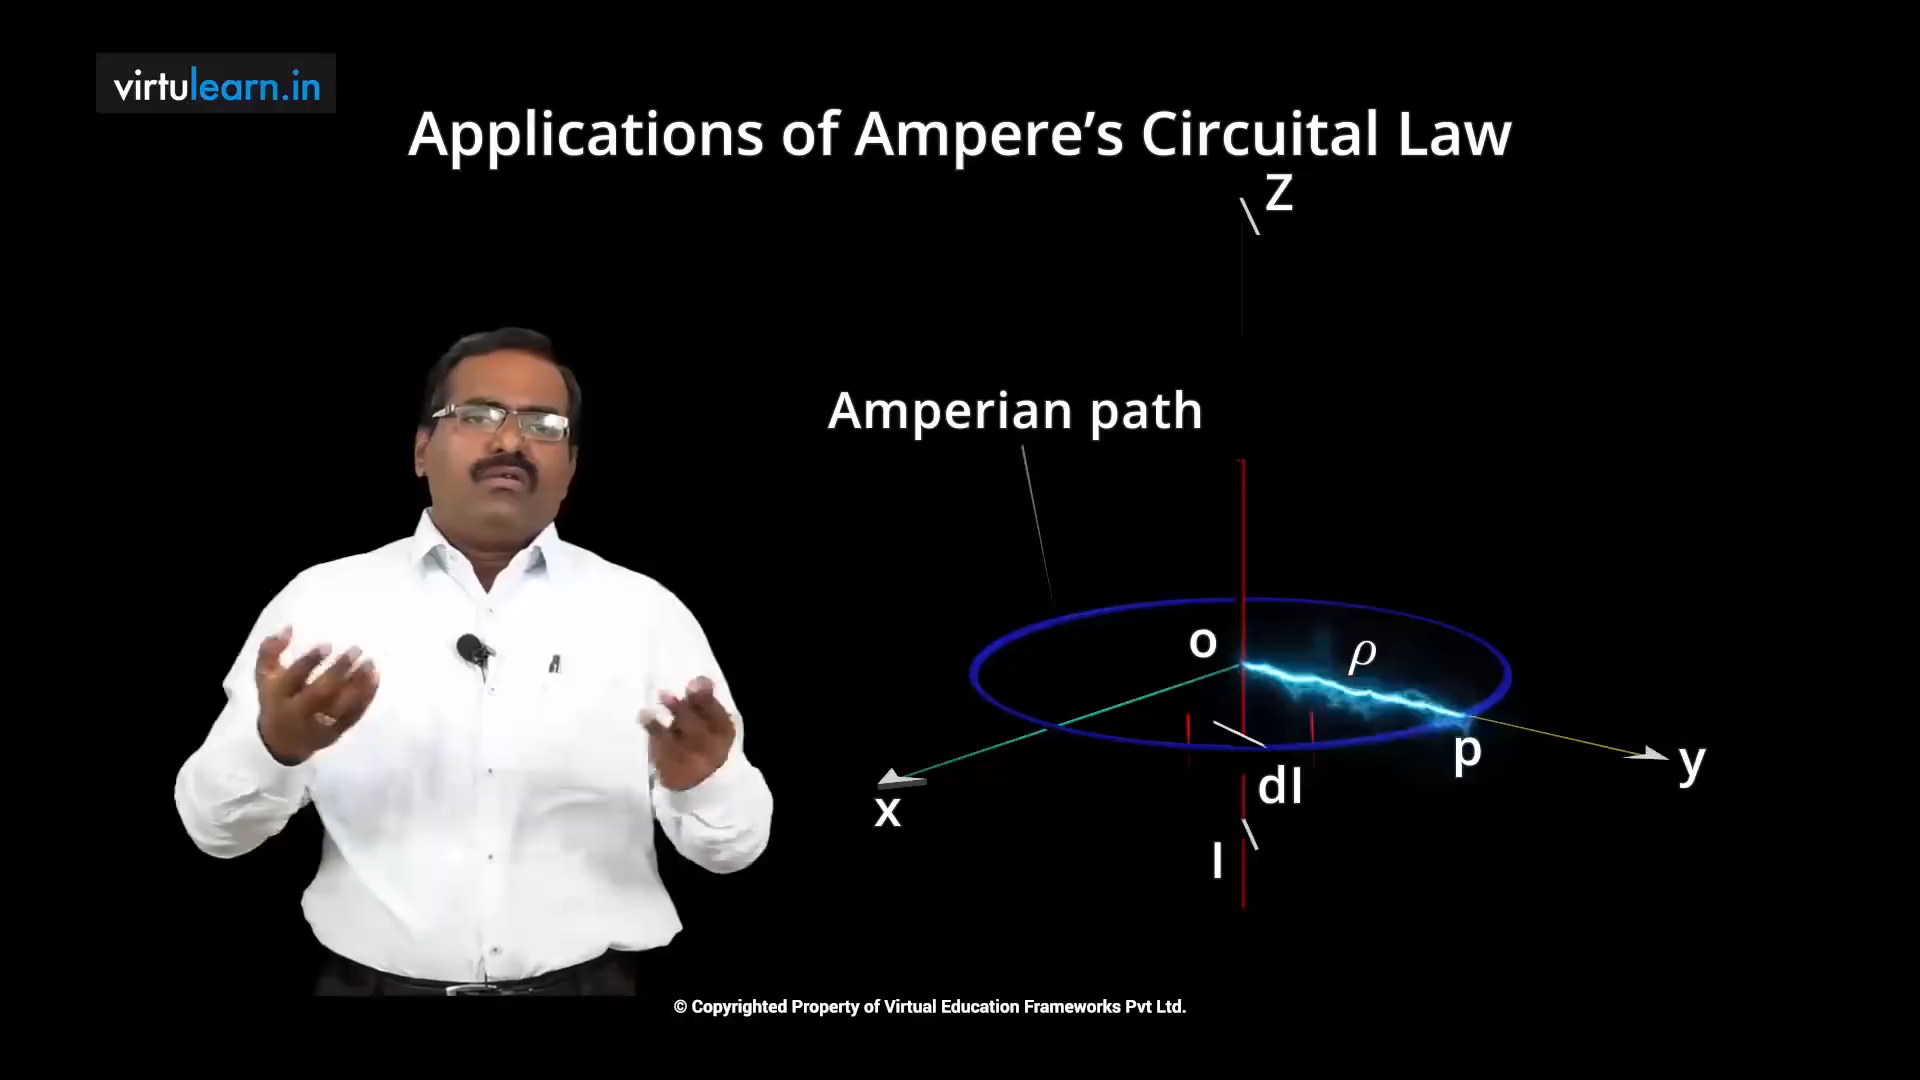 virtulearn.in
Applications of Ampere’s Circuital Law
Z
Amperian path
o
ρ
p
y
dl
x
I
© Copyrighted Property of Virtual Education Frameworks Pvt Ltd.